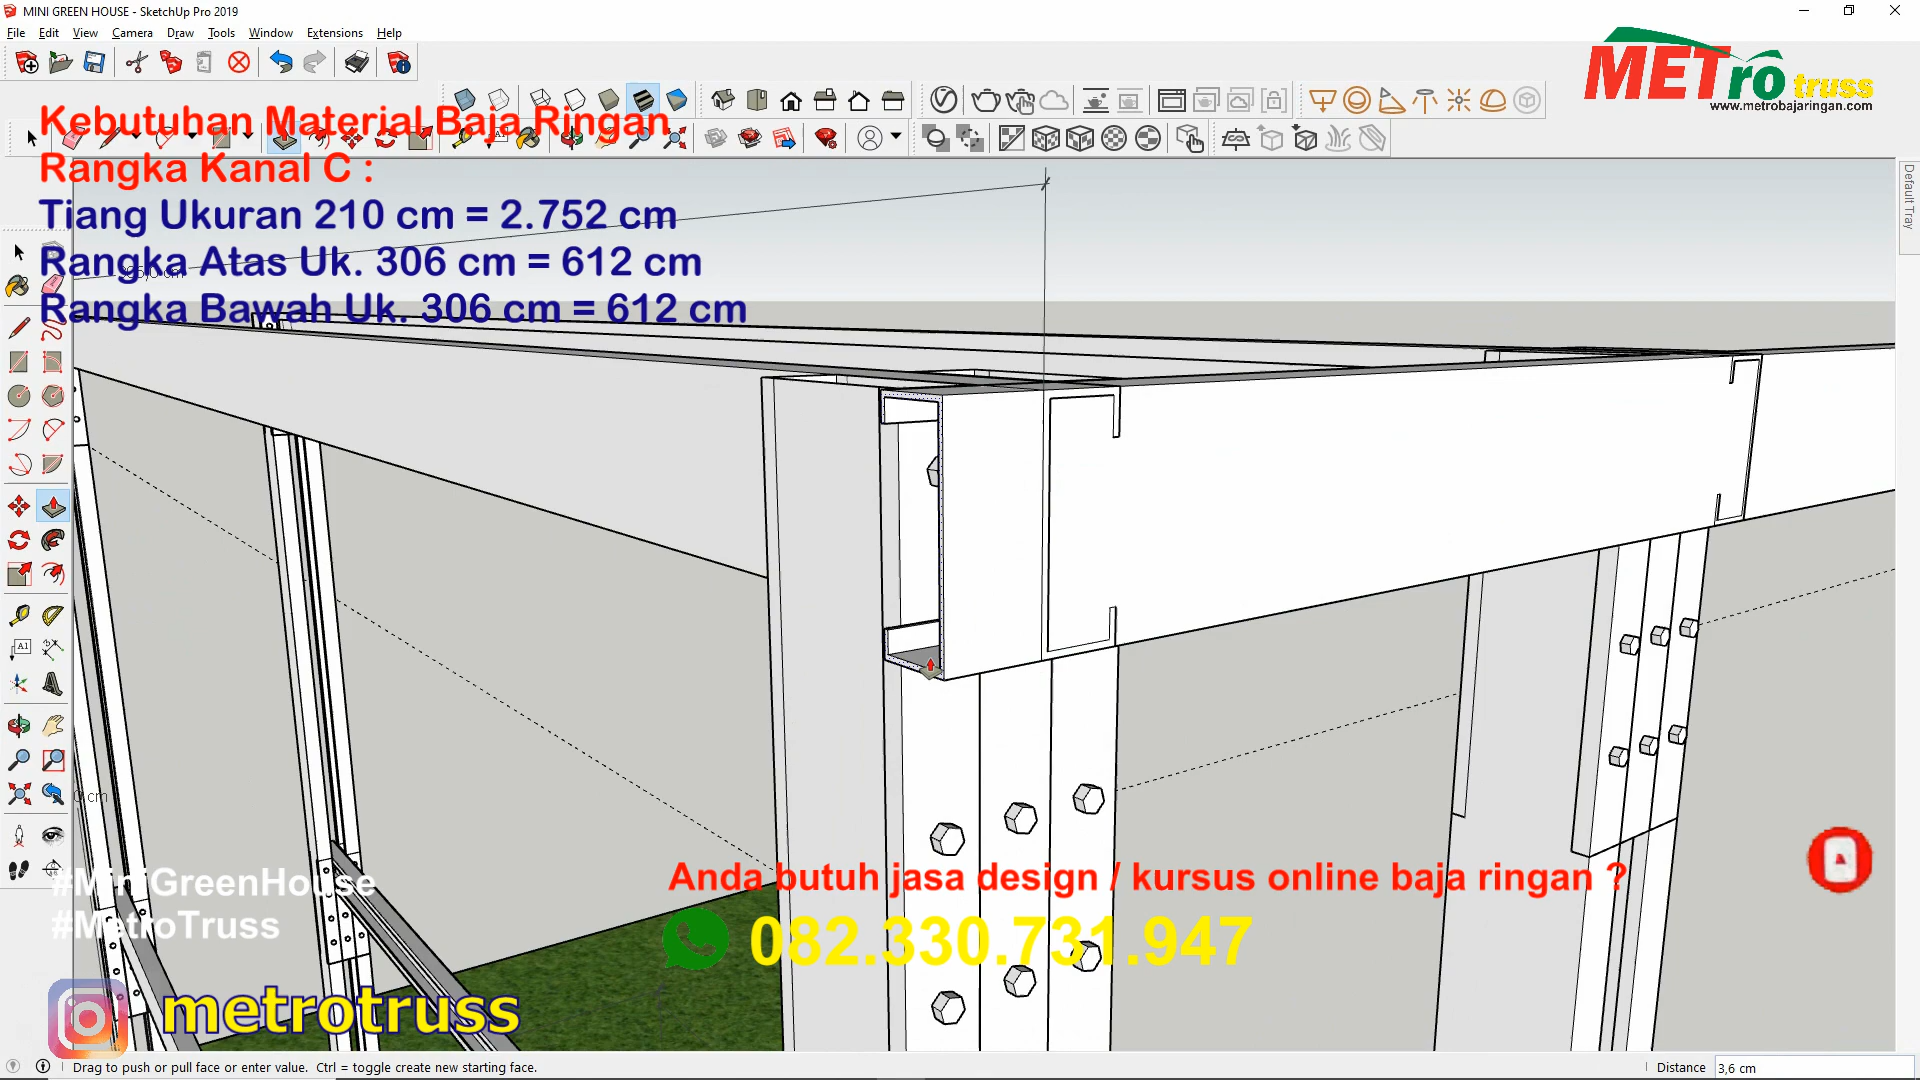 MINI GREEN HOUSE - SketchUp Pro 2019
File Edit View Camera Draw Tools Window Extensions Help
METro truss
www.metrobajaringan.com
Kebutuhan Material Baja Ringan
Rangka Kanal C :
Tiang Ukuran 210 cm = 2.752 cm
Rangka Atas Uk. 306 cm = 612 cm
Rangka Bawah Uk. 306 cm = 612 cm
Default Tray
A1
cm
#MiniGreenHouse
#MetroTruss
Anda butuh jasa design / kursus online baja ringan ?
082.330.731.947
metrotruss
Drag to push or pull face or enter value. Ctrl = toggle create new starting face.
Distance 3,6 cm